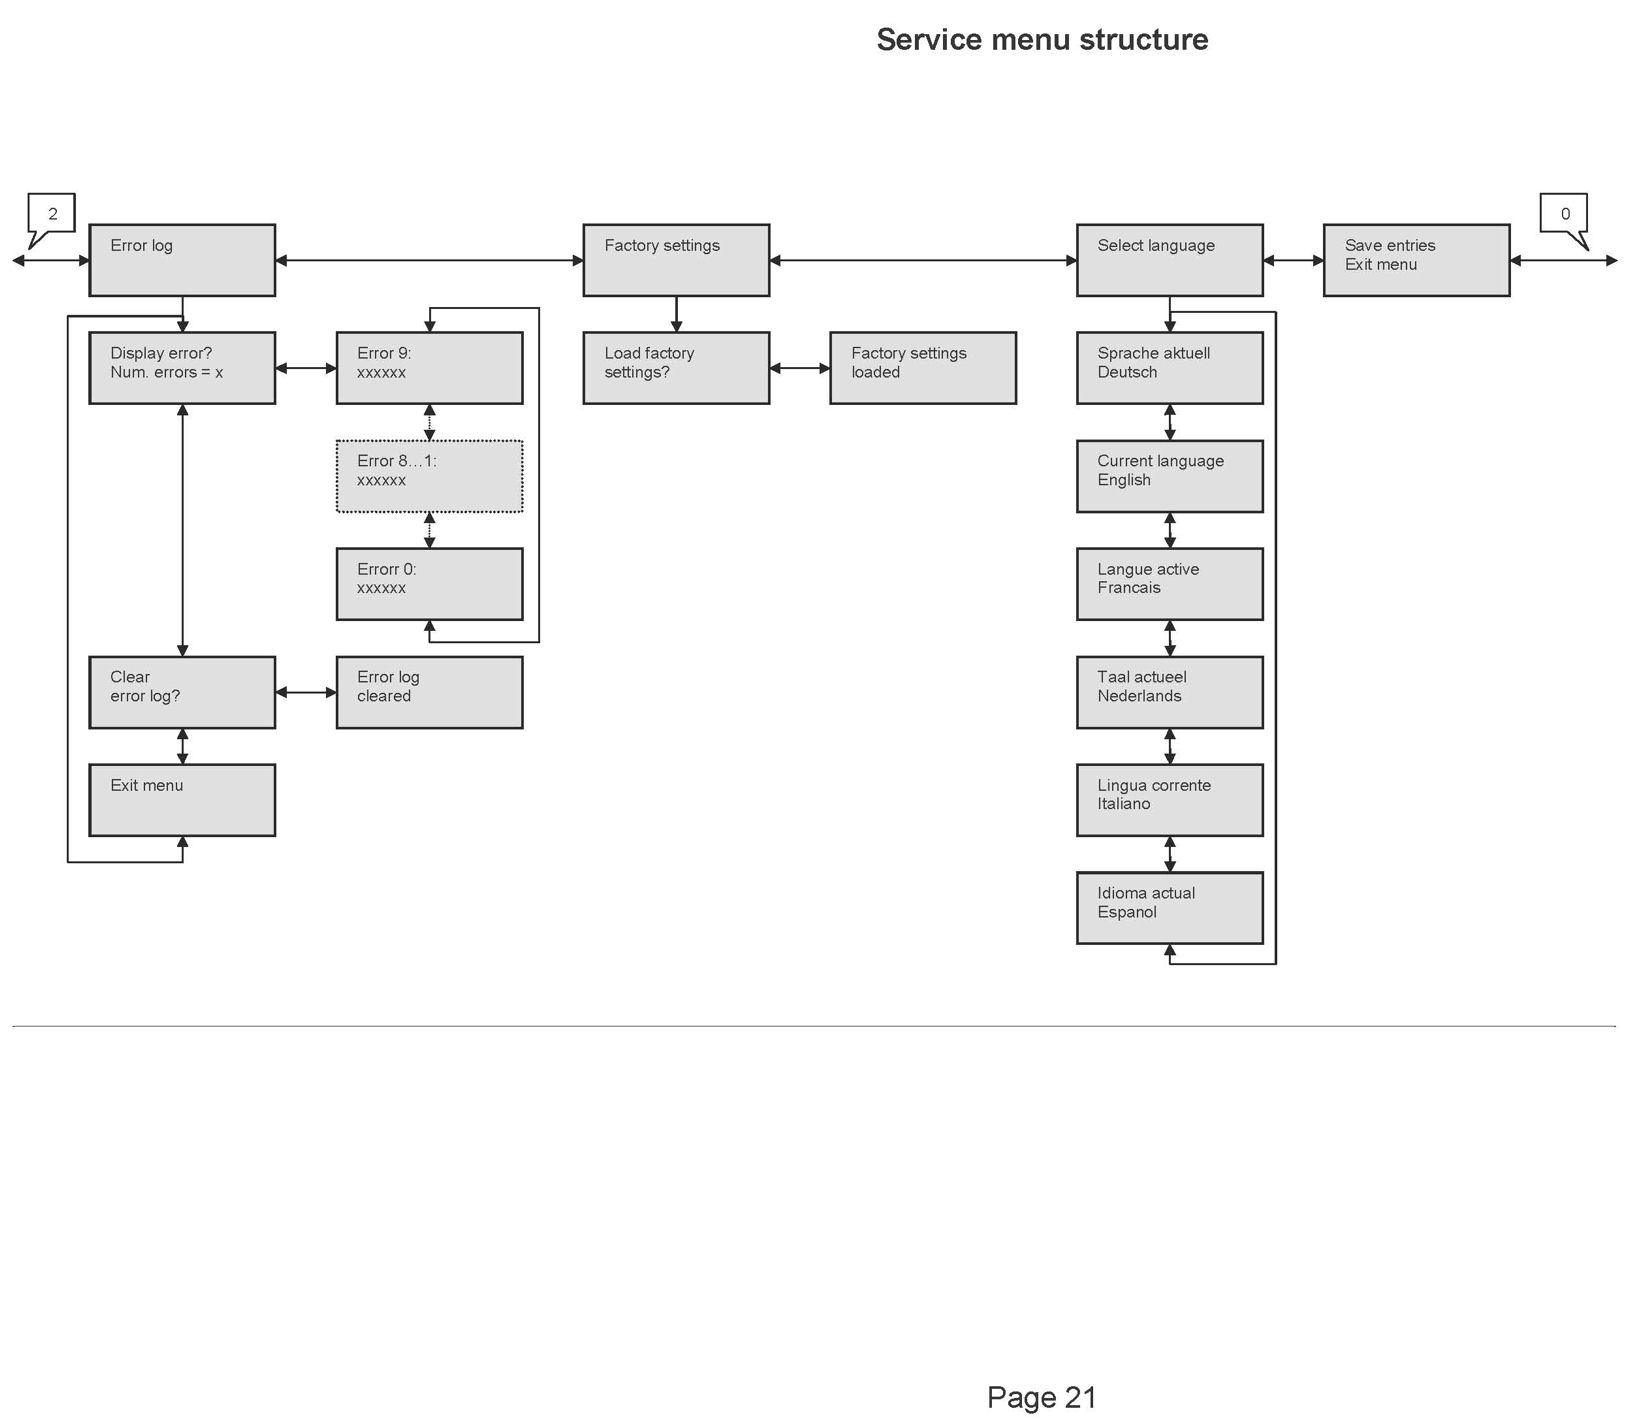 Service menu structure
2
0
Error log
Factory settings
Select language
Save entries
Exit menu
Display error?
Num. errors = x
Error 9:
xxxxxx
Load factory
settings?
Factory settings
loaded
Sprache aktuell
Deutsch
Error 8...1:
xxxxxx
Current language
English
Errorr 0:
xxxxxx
Langue active
Francais
Clear
error log?
Error log
cleared
Taal actueel
Nederlands
Exit menu
Lingua corrente
Italiano
Idioma actual
Espanol
Page 21